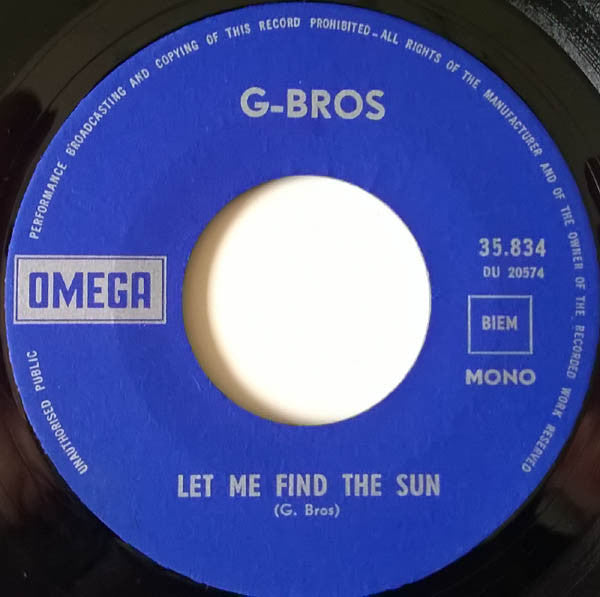 UNAUTHORISED PUBLIC PERFORMANCE BROADCASTING AND COPYING OF THIS RECORD PROHIBITED - ALL RIGHTS OF THE MANUFACTURER AND OF THE OWNER OF THE RECORDED WORK RESERVED
G-BROS
OMEGA
35.834
DU 20574
BIEM
MONO
LET ME FIND THE SUN
(G. Bros)